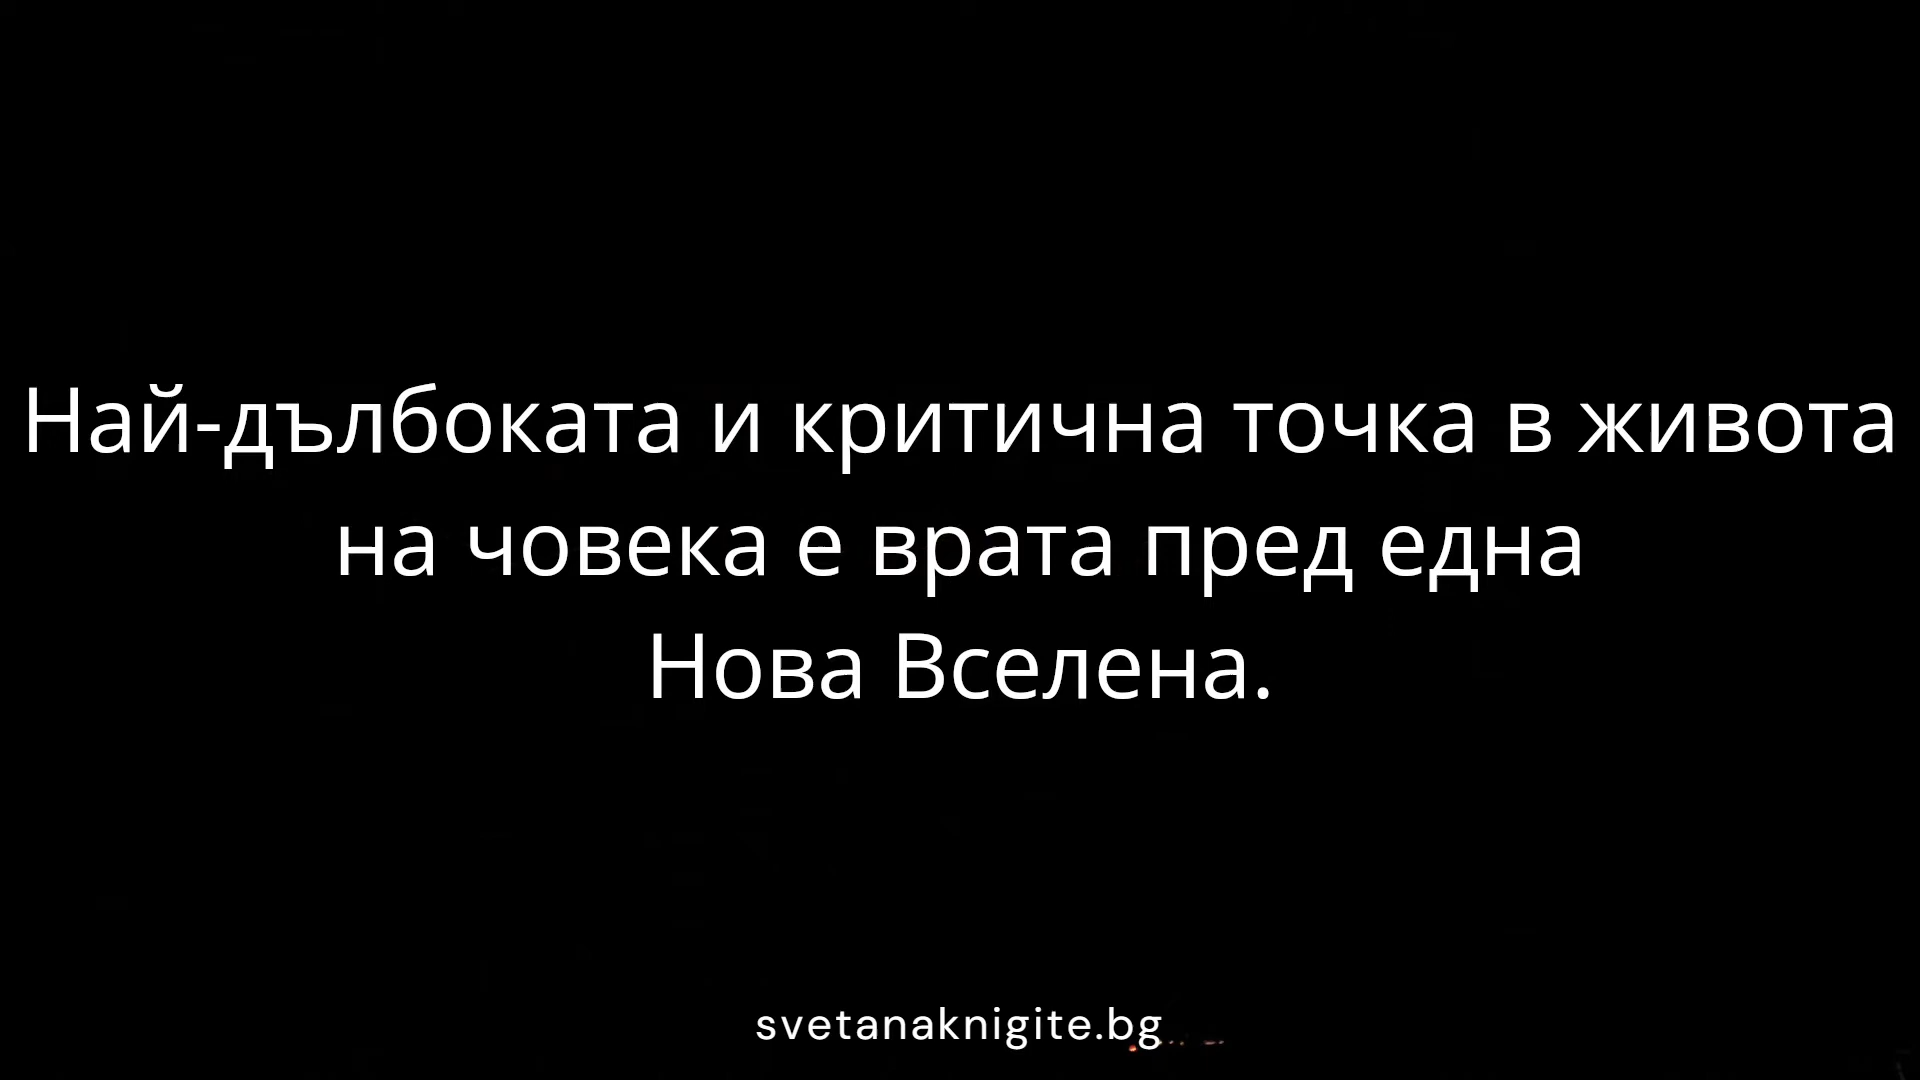 Най-дълбоката и критична точка в живота
на човека е врата пред една
Нова Вселена.
svetanaknigite.bg